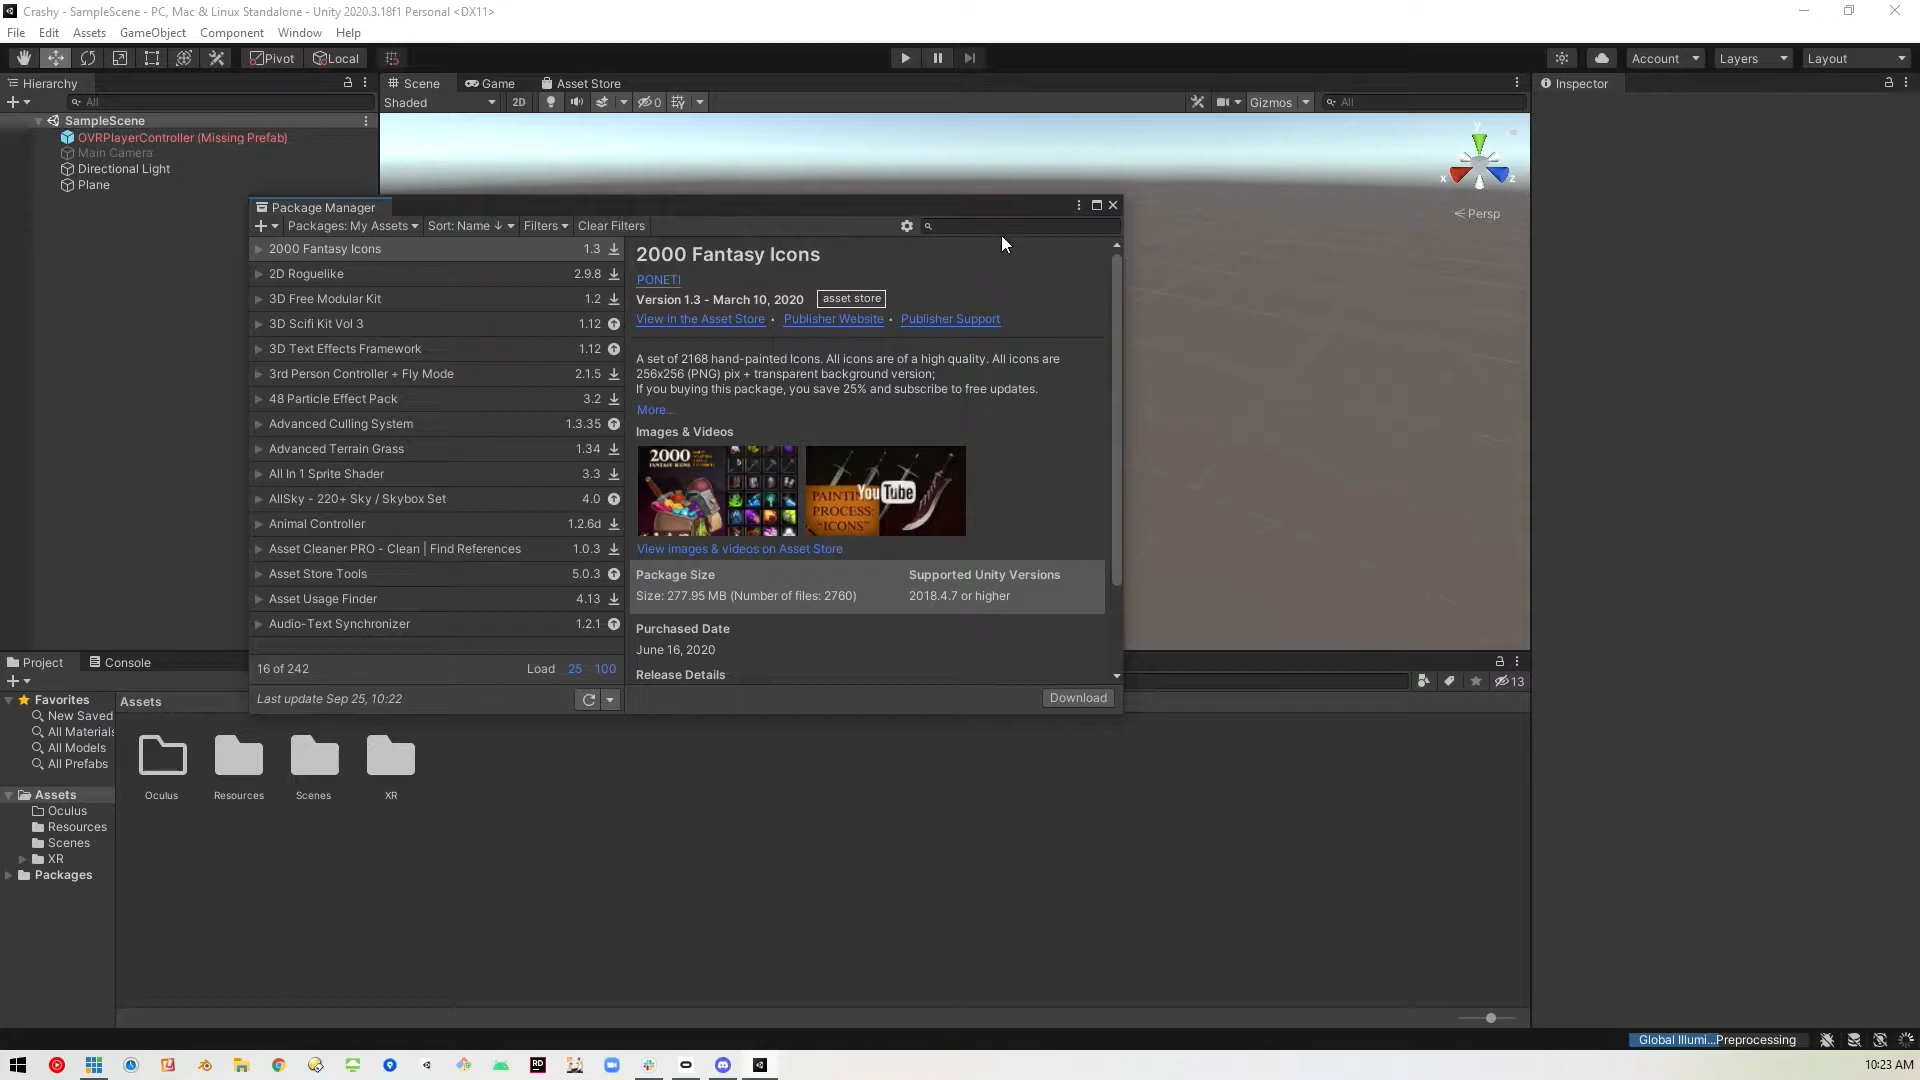 Crashy - SampleScene - PC, Mac & Linux Standalone - Unity 2020.3.18f1 Personal <DX11>
File Edit Assets GameObject Component Window Help
Pivot Local Account Layers Layout
Hierarchy
All
SampleScene
OVRPlayerController (Missing Prefab)
Main Camera
Directional Light
Plane
Scene Game Asset Store
Shaded 2D 0 Gizmos All
y
x z
Persp
Inspector
Package Manager
Packages: My Assets Sort: Name ↓ Filters Clear Filters
2000 Fantasy Icons 1.3
2D Roguelike 2.9.8
3D Free Modular Kit 1.2
3D Scifi Kit Vol 3 1.12
3D Text Effects Framework 1.12
3rd Person Controller + Fly Mode 2.1.5
48 Particle Effect Pack 3.2
Advanced Culling System 1.3.35
Advanced Terrain Grass 1.34
All In 1 Sprite Shader 3.3
AllSky - 220+ Sky / Skybox Set 4.0
Animal Controller 1.2.6d
Asset Cleaner PRO - Clean | Find References 1.0.3
Asset Store Tools 5.0.3
Asset Usage Finder 4.13
Audio-Text Synchronizer 1.2.1
16 of 242 Load 25 100
Last update Sep 25, 10:22
2000 Fantasy Icons
PONETI
Version 1.3 - March 10, 2020 asset store
View in the Asset Store • Publisher Website • Publisher Support
A set of 2168 hand-painted Icons. All icons are of a high quality. All icons are
256x256 (PNG) pix + transparent background version;
If you buying this package, you save 25% and subscribe to free updates.
More...
Images & Videos
2000
FANTASY
ICONS
PAINTING
PROCESS:
"ICONS"
YouTube
View images & videos on Asset Store
Package Size Supported Unity Versions
Size: 277.95 MB (Number of files: 2760) 2018.4.7 or higher
Purchased Date
June 16, 2020
Release Details
Download
Project Console
13
Favorites
New Saved
All Materials
All Models
All Prefabs
Assets
Oculus
Resources
Scenes
XR
Packages
Assets
Oculus Resources Scenes XR
Global Illumi...Preprocessing
RD
10:23 AM